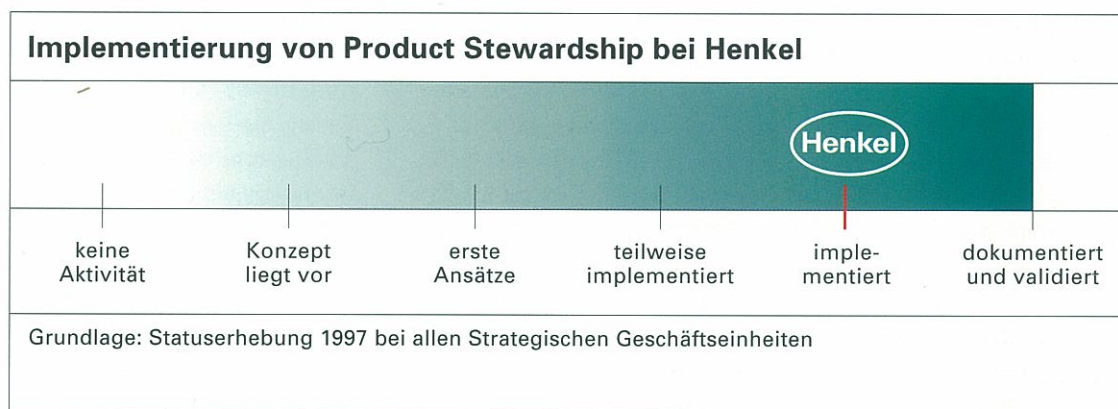 Implementierung von Product Stewardship bei Henkel
Henkel
keine
Aktivität
Konzept
liegt vor
erste
Ansätze
teilweise
implementiert
imple-
mentiert
dokumentiert
und validiert
Grundlage: Statuserhebung 1997 bei allen Strategischen Geschäftseinheiten